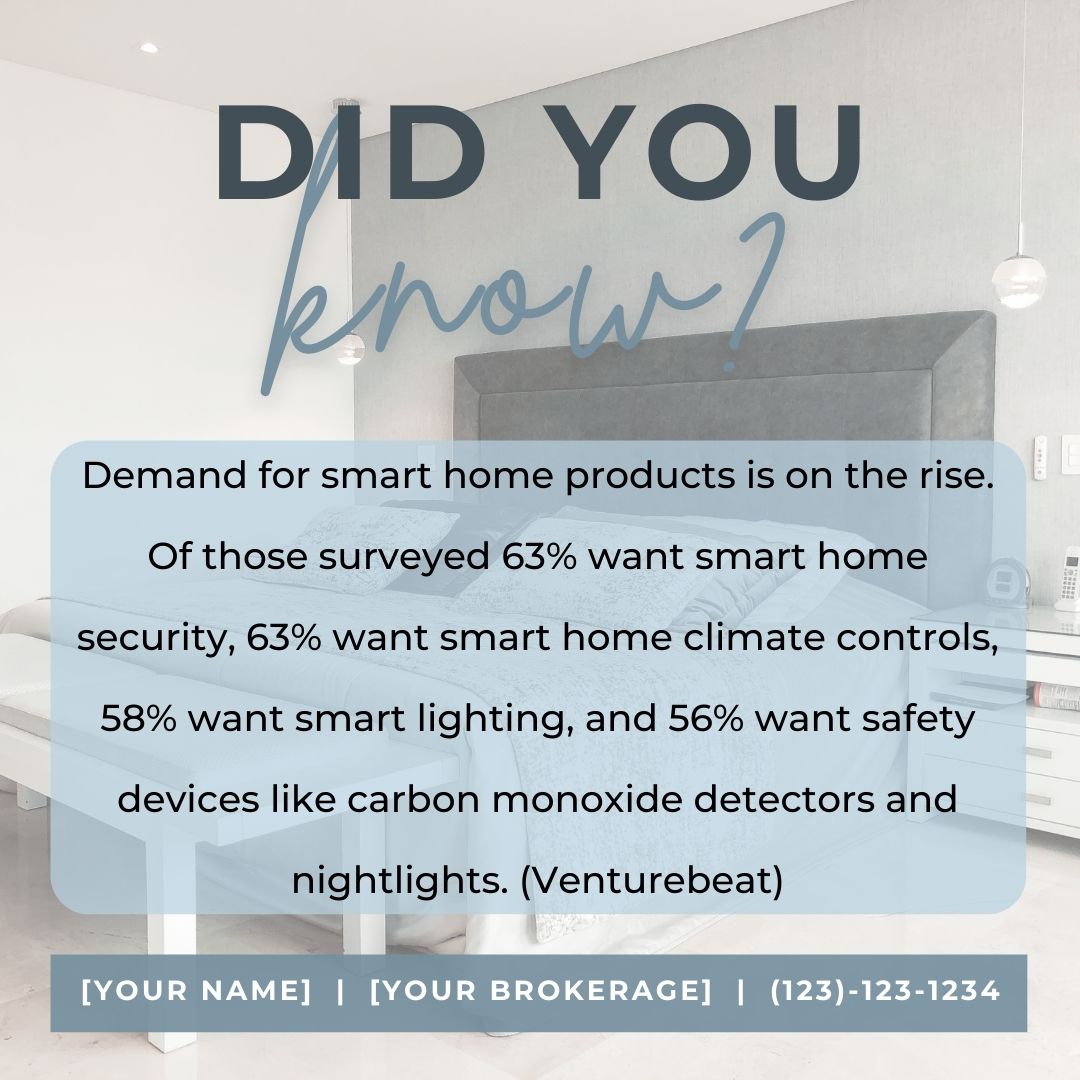 DID YOU
know?
Demand for smart home products is on the rise.
Of those surveyed 63% want smart home
security, 63% want smart home climate controls,
58% want smart lighting, and 56% want safety
devices like carbon monoxide detectors and
nightlights. (Venturebeat)
[YOUR NAME] | [YOUR BROKERAGE] | (123)-123-1234